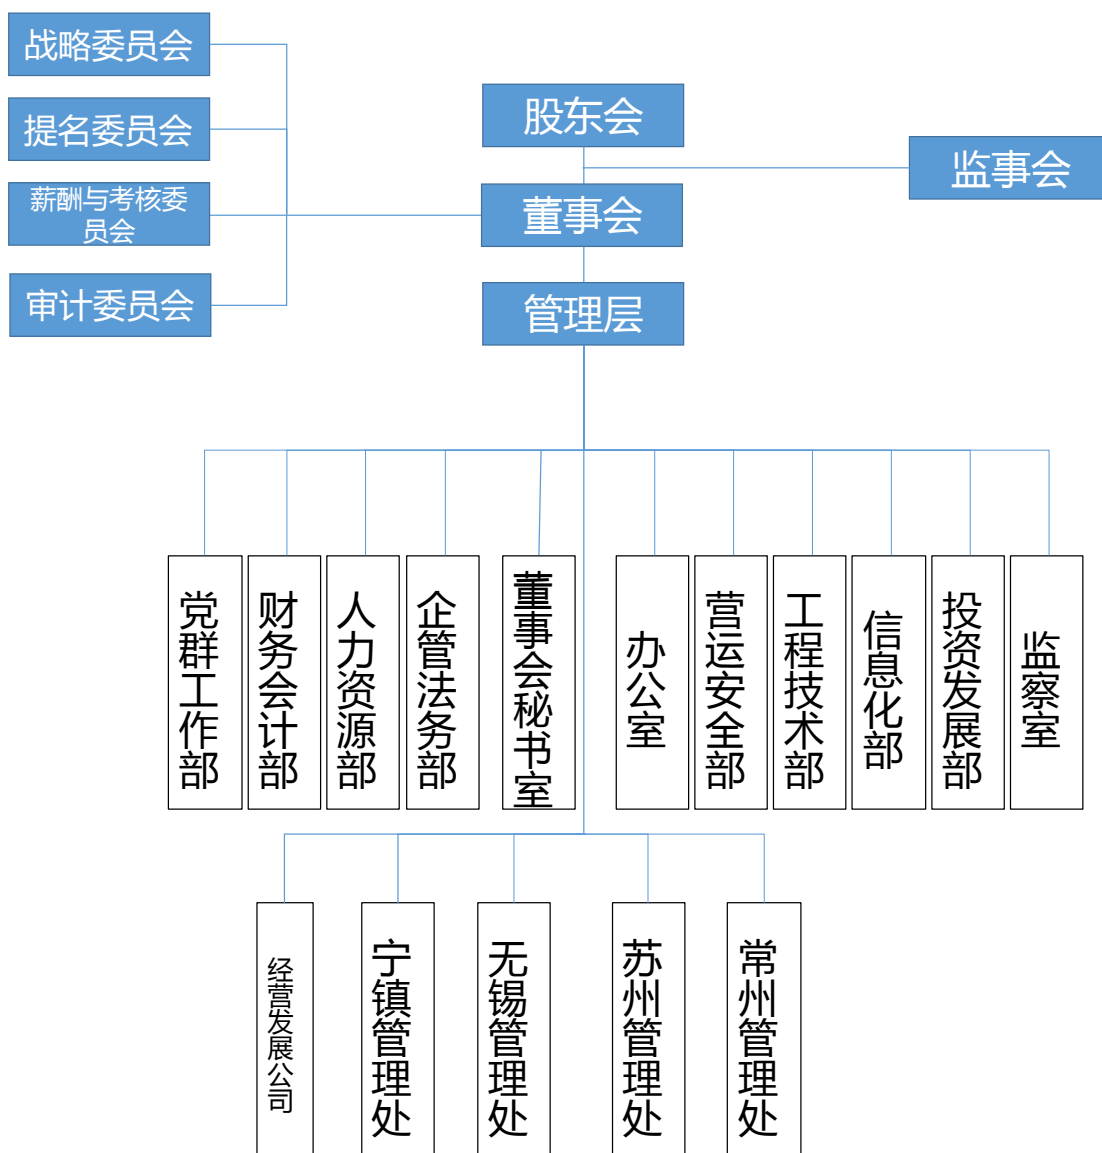 战略委员会
提名委员会
薪酬与考核委
员会
审计委员会
股东会
监事会
董事会
管理层
党群工作部
财务会计部
人力资源部
企管法务部
董事会秘书室
办公室
营运安全部
工程技术部
信息化部
投资发展部
监察室
经营发展公司
宁镇管理处
无锡管理处
苏州管理处
常州管理处